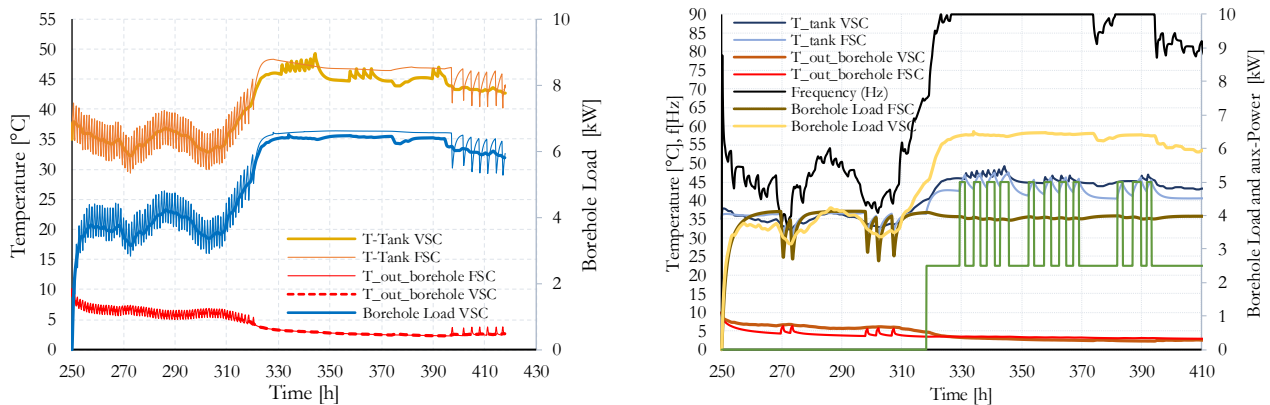 55
50
45
40
35
30
25
20
15
10
5
0
Temperature [°C]
10
8
6
4
2
0
Borehole Load [kW]
T-Tank VSC
T-Tank FSC
T_out_borehole FSC
T_out_borehole VSC
Borehole Load VSC
250 270 290 310 330 350 370 390 410 430
Time [h]
90
85
80
75
70
65
60
55
50
45
40
35
30
25
20
15
10
5
0
Temperature [°C], f[Hz]
10
9
8
7
6
5
4
3
2
1
0
Borehole Load and aux-Power [kW]
T_tank VSC
T_tank FSC
T_out_borehole VSC
T_out_borehole FSC
Frequency (Hz)
Borehole Load FSC
Borehole Load VSC
250 270 290 310 330 350 370 390 410
Time [h]